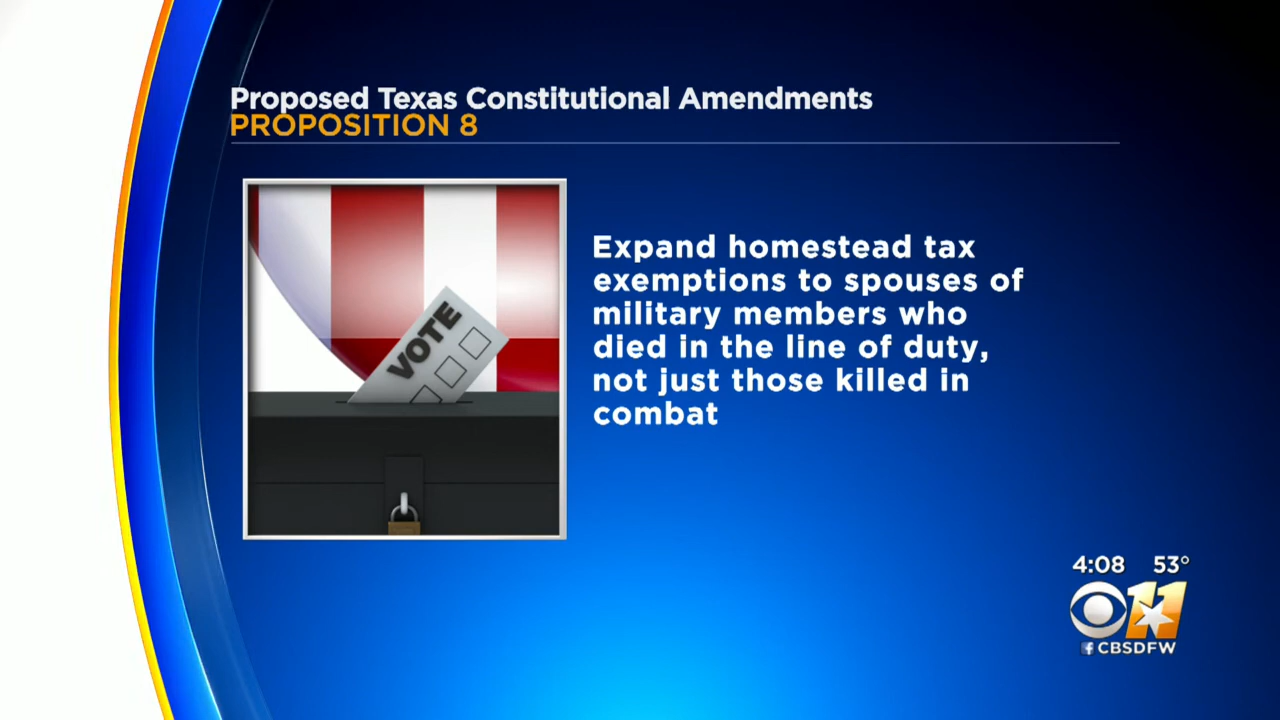 Proposed Texas Constitutional Amendments
PROPOSITION 8
Expand homestead tax
exemptions to spouses of
military members who
died in the line of duty,
not just those killed in
combat
VOTE
4:08 53°
11
f CBSDFW